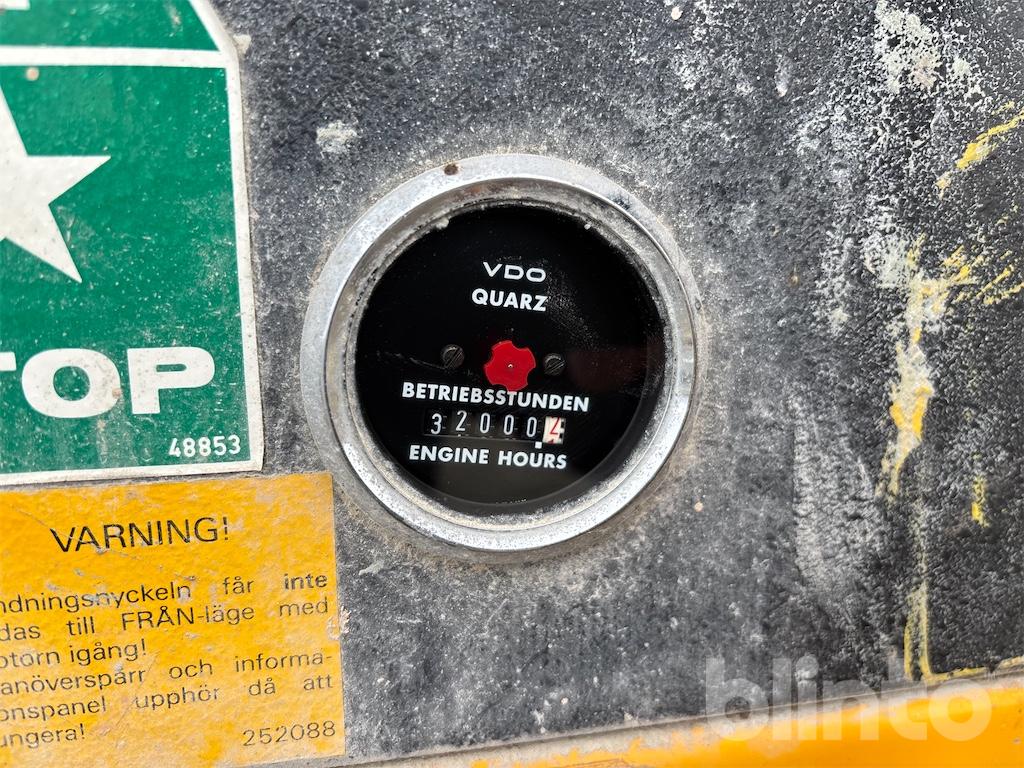 TOP
48853
VDO
QUARZ
BETRIEBSSTUNDEN
320004
ENGINE HOURS
VARNING!
ndningsnyckeln får inte
das till FRÅN-läge med
otorn igång!
anöverspärr och informa-
onspanel upphör då att
ungera!
252088
blinto